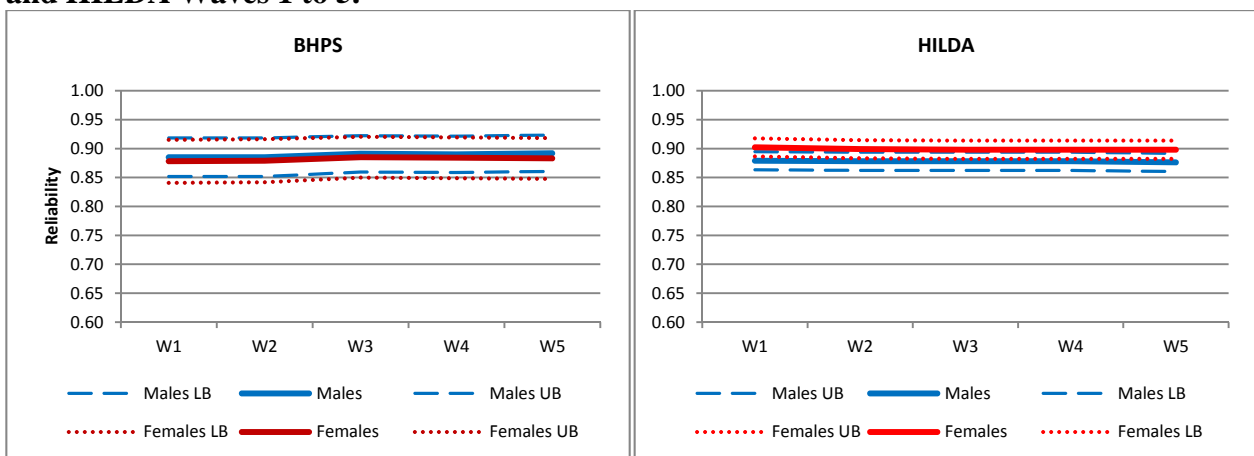 and HILDA Waves 1 to 5.
BHPS
1.00
0.95
0.90
0.85
0.80
0.75
0.70
0.65
0.60
Reliability
W1 W2 W3 W4 W5
Males LB Males Males UB
Females LB Females Females UB
HILDA
1.00
0.95
0.90
0.85
0.80
0.75
0.70
0.65
0.60
W1 W2 W3 W4 W5
Males UB Males Males LB
Females UB Females Females LB